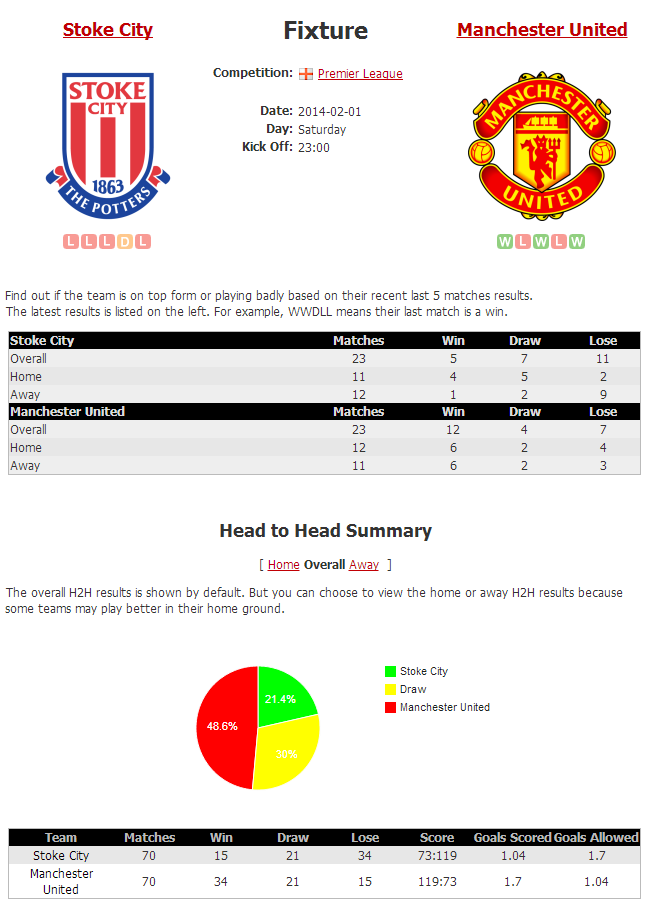 Stoke City
Fixture
Manchester United
Competition: Premier League
Date: 2014-02-01
Day: Saturday
Kick Off: 23:00
STOKE
CITY
1863
THE POTTERS
MANCHESTER
UNITED
L L L D L
W L W L W
Find out if the team is on top form or playing badly based on their recent last 5 matches results.
The latest results is listed on the left. For example, WWDLL means their last match is a win.
Stoke City Matches Win Draw Lose
Overall 23 5 7 11
Home 11 4 5 2
Away 12 1 2 9
Manchester United Matches Win Draw Lose
Overall 23 12 4 7
Home 12 6 2 4
Away 11 6 2 3
Head to Head Summary
[ Home Overall Away ]
The overall H2H results is shown by default. But you can choose to view the home or away H2H results because
some teams may play better in their home ground.
21.4%
48.6%
30%
Stoke City
Draw
Manchester United
Team Matches Win Draw Lose Score Goals Scored Goals Allowed
Stoke City 70 15 21 34 73:119 1.04 1.7
Manchester
United 70 34 21 15 119:73 1.7 1.04